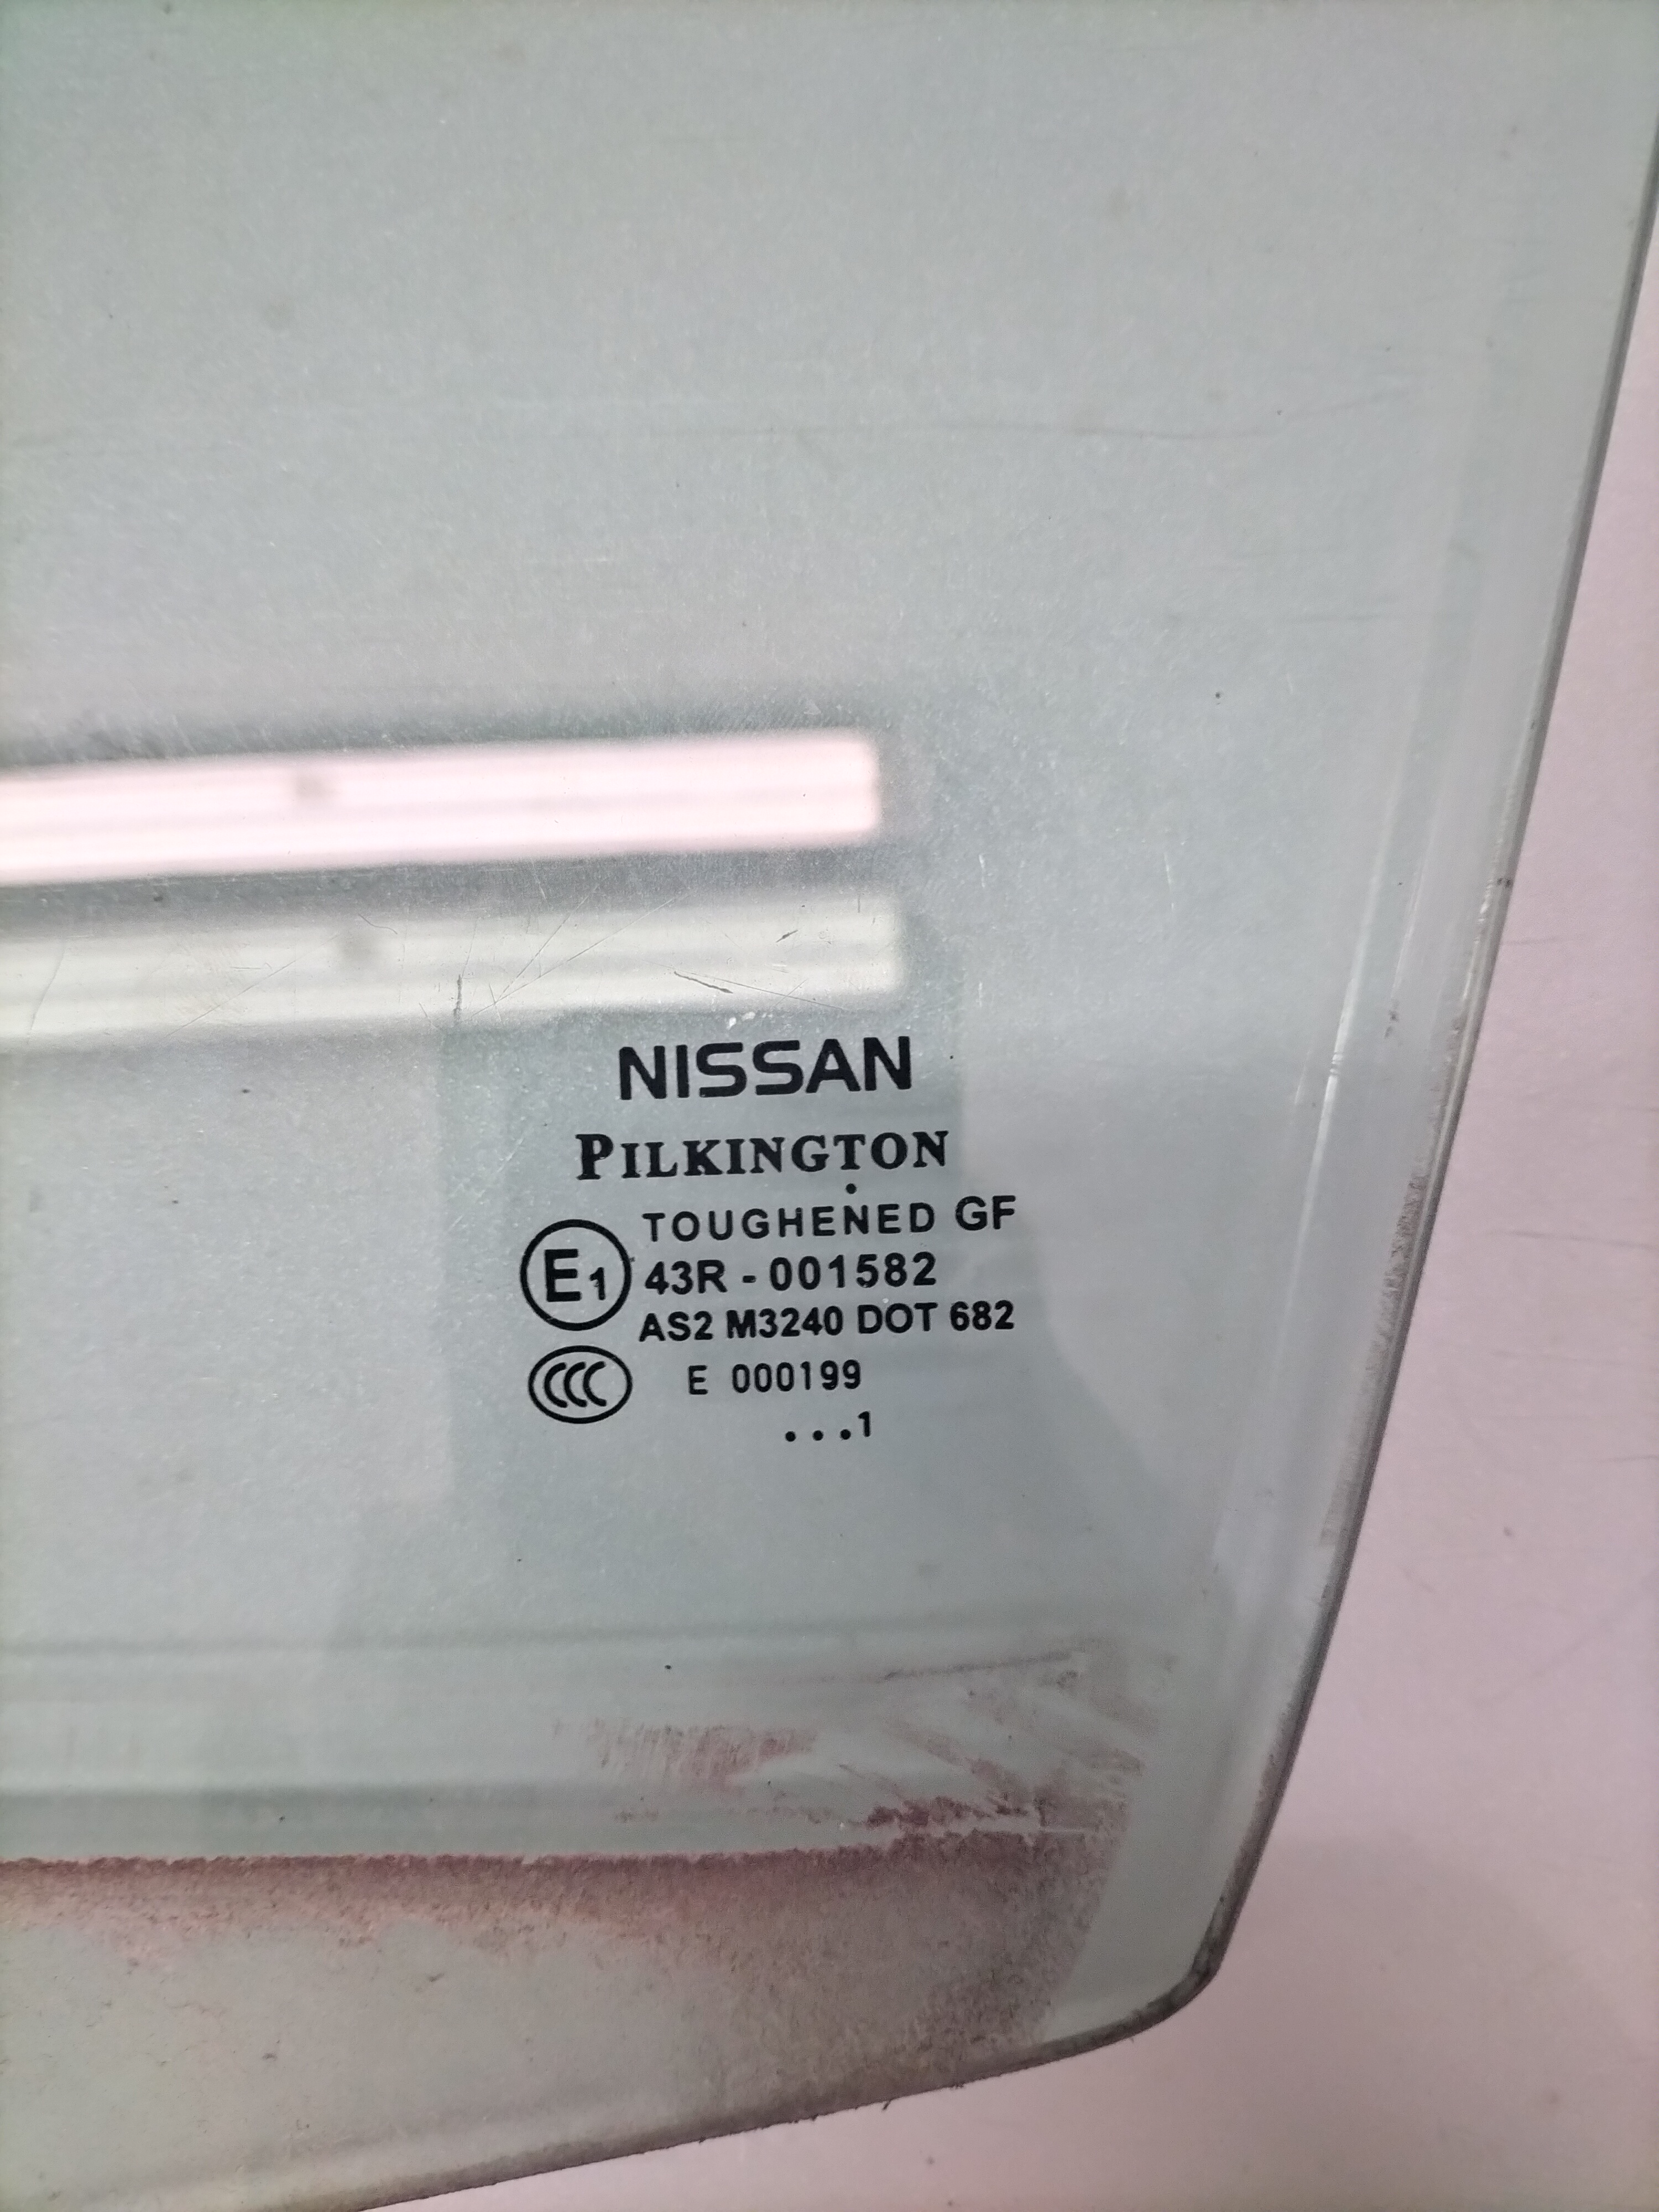 NISSAN
PILKINGTON
TOUGHENED GF
E1 43R - 001582
AS2 M3240 DOT 682
CCC E 000199
...1